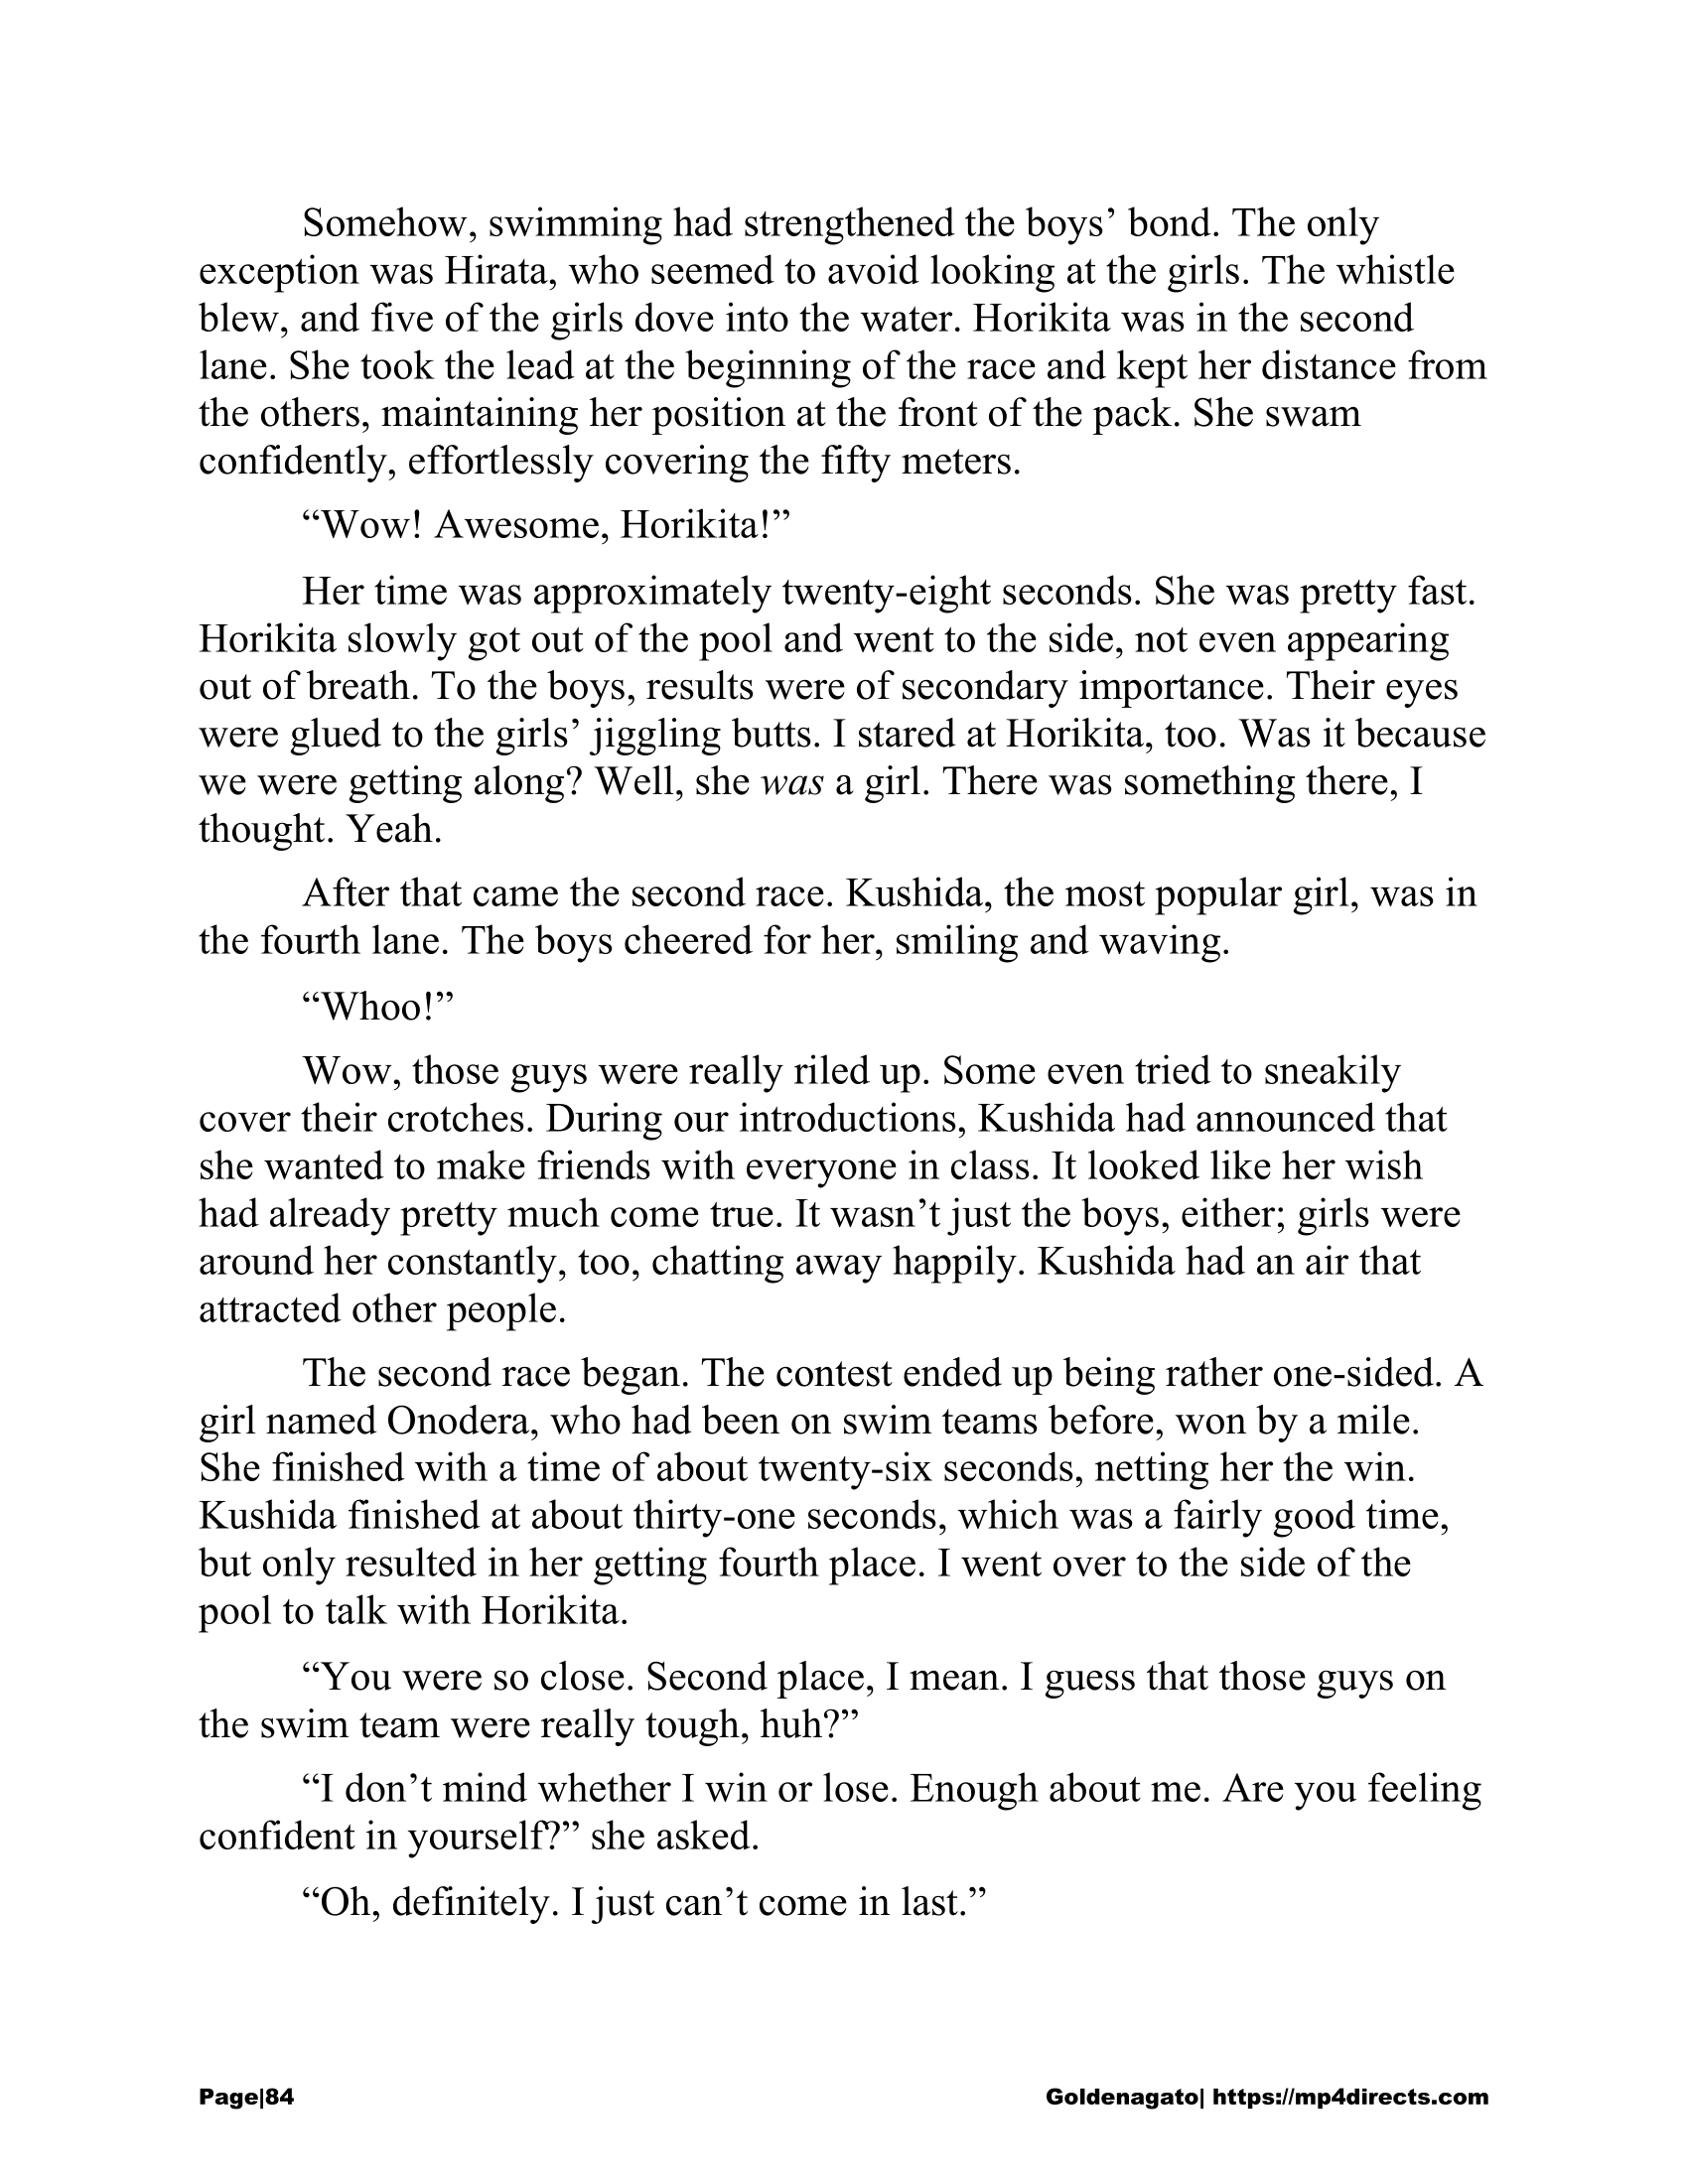 Somehow, swimming had strengthened the boys’ bond. The only
exception was Hirata, who seemed to avoid looking at the girls. The whistle
blew, and five of the girls dove into the water. Horikita was in the second
lane. She took the lead at the beginning of the race and kept her distance from
the others, maintaining her position at the front of the pack. She swam
confidently, effortlessly covering the fifty meters.
“Wow! Awesome, Horikita!”
Her time was approximately twenty-eight seconds. She was pretty fast.
Horikita slowly got out of the pool and went to the side, not even appearing
out of breath. To the boys, results were of secondary importance. Their eyes
were glued to the girls’ jiggling butts. I stared at Horikita, too. Was it because
we were getting along? Well, she was a girl. There was something there, I
thought. Yeah.
After that came the second race. Kushida, the most popular girl, was in
the fourth lane. The boys cheered for her, smiling and waving.
“Whoo!”
Wow, those guys were really riled up. Some even tried to sneakily
cover their crotches. During our introductions, Kushida had announced that
she wanted to make friends with everyone in class. It looked like her wish
had already pretty much come true. It wasn’t just the boys, either; girls were
around her constantly, too, chatting away happily. Kushida had an air that
attracted other people.
The second race began. The contest ended up being rather one-sided. A
girl named Onodera, who had been on swim teams before, won by a mile.
She finished with a time of about twenty-six seconds, netting her the win.
Kushida finished at about thirty-one seconds, which was a fairly good time,
but only resulted in her getting fourth place. I went over to the side of the
pool to talk with Horikita.
“You were so close. Second place, I mean. I guess that those guys on
the swim team were really tough, huh?”
“I don’t mind whether I win or lose. Enough about me. Are you feeling
confident in yourself?” she asked.
“Oh, definitely. I just can’t come in last.”
Page|84 Goldenagato| https://mp4directs.com